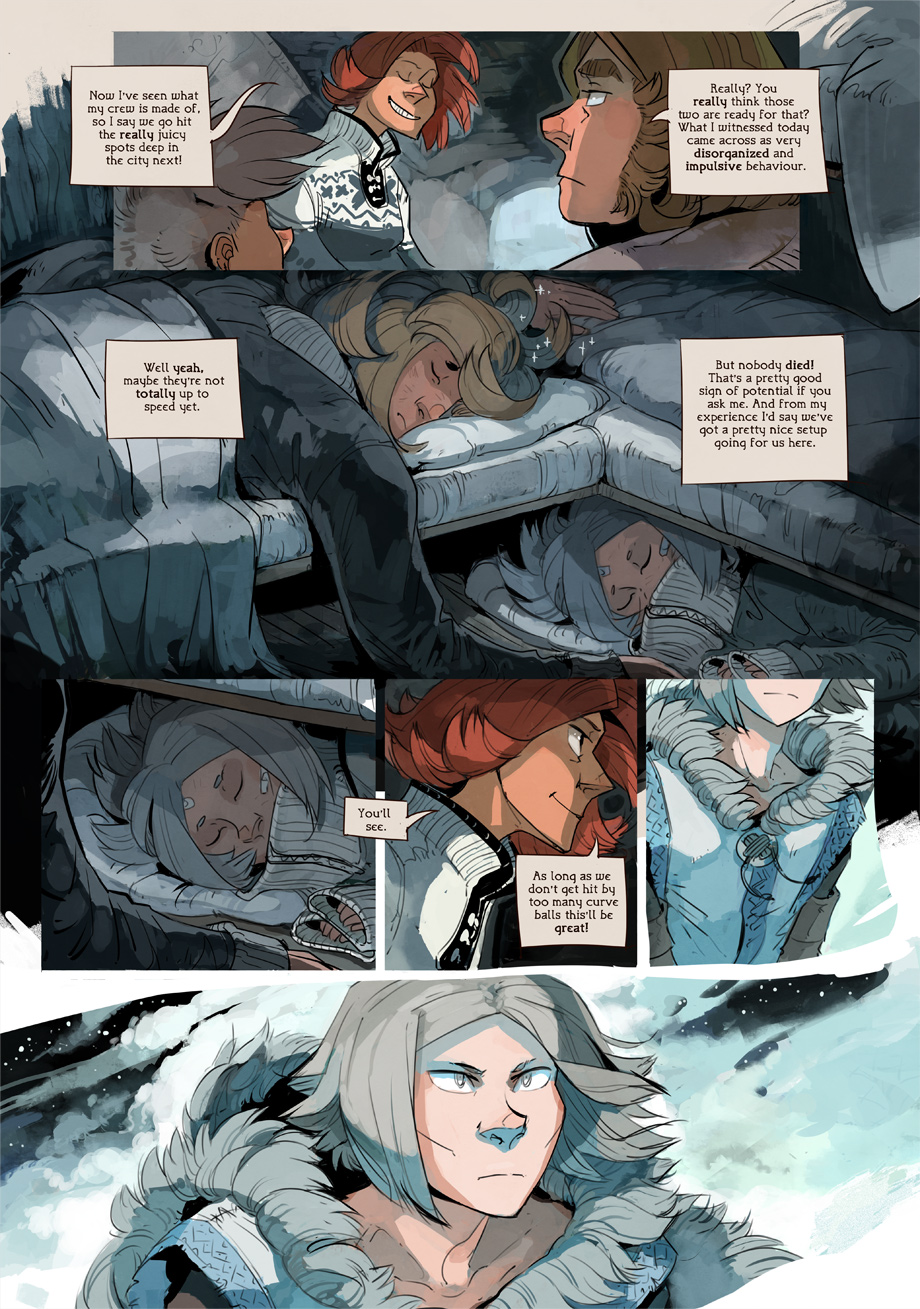 Now I've seen what
my crew is made of,
so I say we go hit
the really juicy
spots deep in
the city next!
Really? You
really think those
two are ready for that?
What I witnessed today
came across as very
disorganized and
impulsive behaviour.
Well yeah,
maybe they're not
totally up to
speed yet.
But nobody died!
That's a pretty good
sign of potential if you
ask me. And from my
experience I'd say we've
got a pretty nice setup
going for us here.
You'll
see.
As long as we
don't get hit by
too many curve
balls this'll be
great!